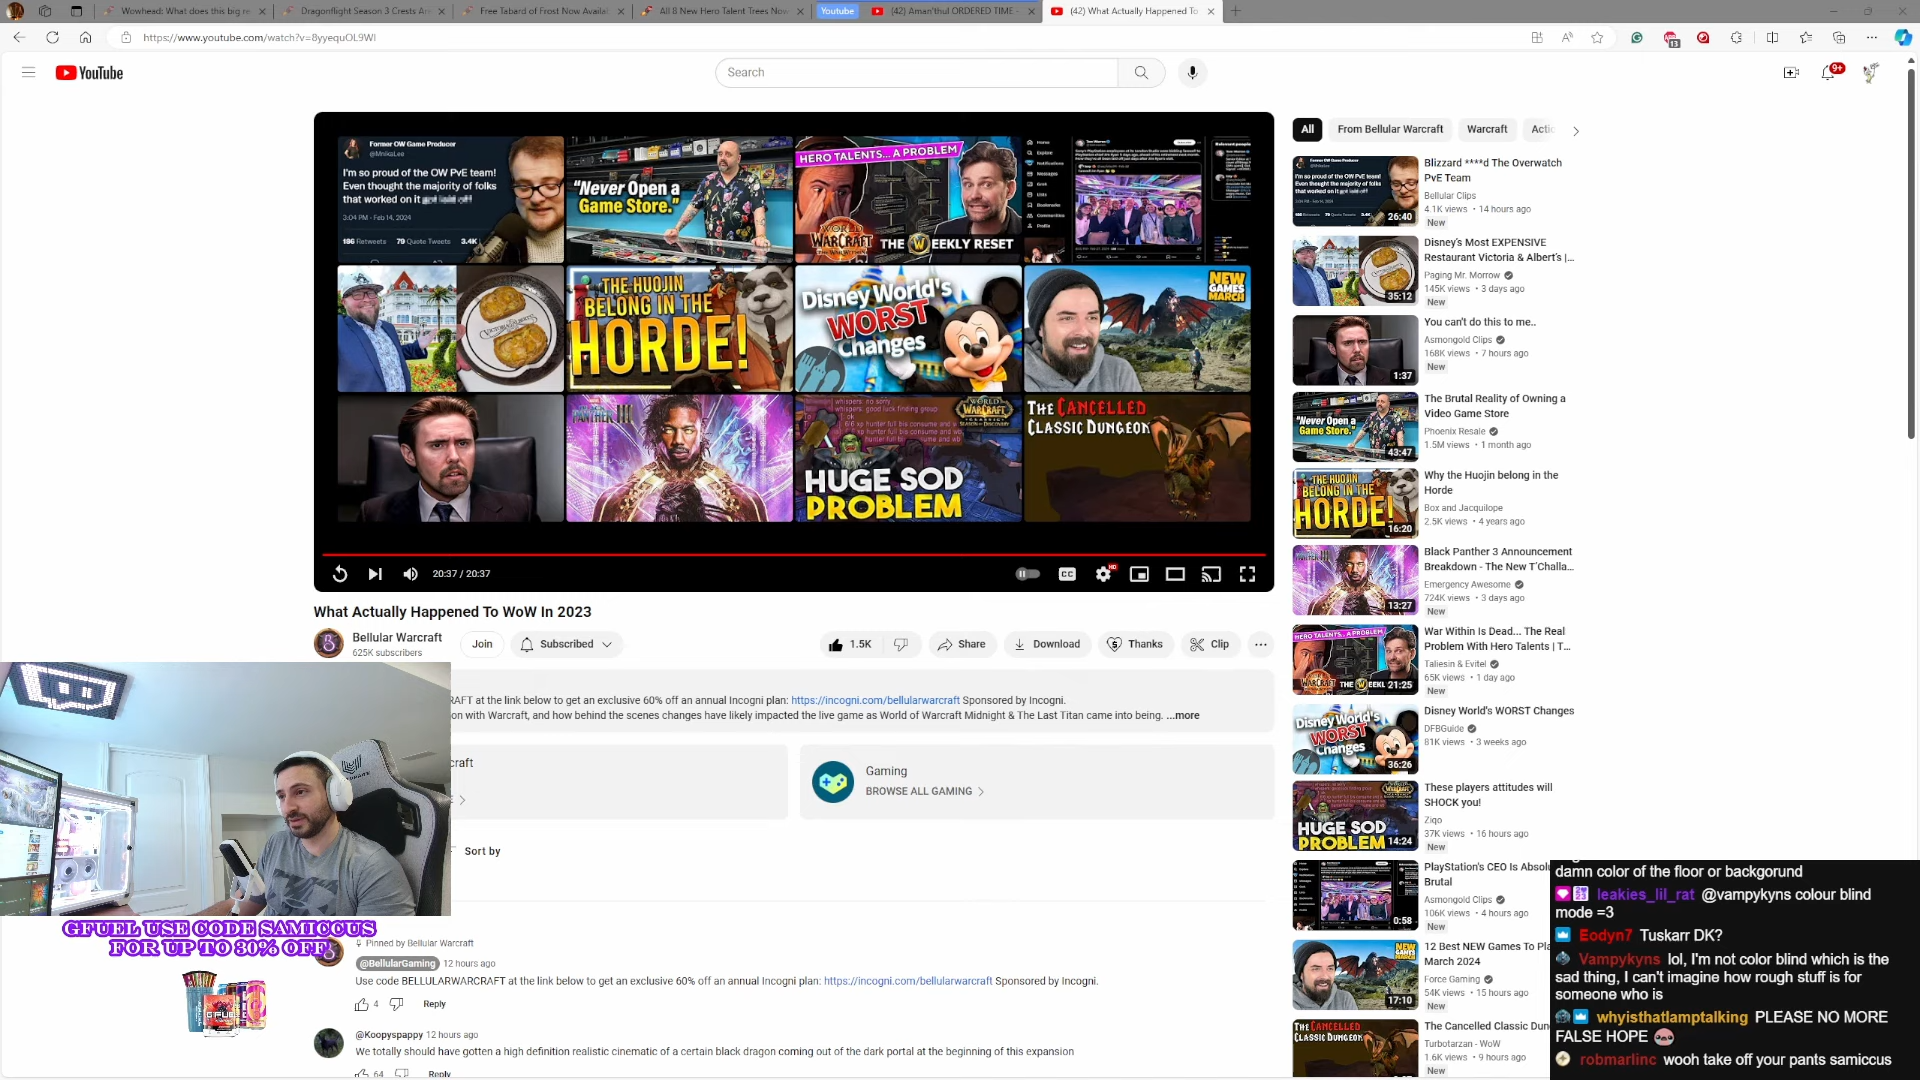 Wowhead: What does this big re
Dragonflight Season 3 Crests Are
Free Tabard of Frost Now Availab
All 8 New Hero Talent Trees Now
Youtube
(42) Aman'thul ORDERED TIME -
(42) What Actually Happened To
https://www.youtube.com/watch?v=8yyequOL9WI
13
YouTube
Search
9+
Former OW Game Producer
@MnikaLee
I'm so proud of the OW PvE team!
Even thought the majority of folks
that worked on it got laid off!
3:04 PM · Feb 14, 2024
186 Retweets 79 Quote Tweets 3.4K
"Never Open a
Game Store."
HERO TALENTS...A PROBLEM
WORLD
WARCRAFT
THE WEEKLY RESET
THE HUOJIN
BELONG IN THE
HORDE!
Disney World's
WORST
Changes
NEW
GAMES
MARCH
HUGE SOD
PROBLEM
THE CANCELLED
CLASSIC DUNGEON
20:37 / 20:37
CC
HD
What Actually Happened To WoW In 2023
Bellular Warcraft
625K subscribers
Join
Subscribed
1.5K
Share
Download
Thanks
Clip
RAFT at the link below to get an exclusive 60% off an annual Incogni plan: https://incogni.com/bellularwarcraft Sponsored by Incogni.
on with Warcraft, and how behind the scenes changes have likely impacted the live game as World of Warcraft Midnight & The Last Titan came into being. ...more
craft
Gaming
BROWSE ALL GAMING
Sort by
Pinned by Bellular Warcraft
@BellularGaming 12 hours ago
Use code BELLULARWARCRAFT at the link below to get an exclusive 60% off an annual Incogni plan: https://incogni.com/bellularwarcraft Sponsored by Incogni.
4 Reply
@Koopyspappy 12 hours ago
We totally should have gotten a high definition realistic cinematic of a certain black dragon coming out of the dark portal at the beginning of this expansion
64 Reply
GFUEL USE CODE SAMICCUS
FOR UP TO 30% OFF
All
From Bellular Warcraft
Warcraft
Actic
Blizzard ****d The Overwatch
PvE Team
Bellular Clips
4.1K views • 14 hours ago
New
26:40
Disney's Most EXPENSIVE
Restaurant Victoria & Albert's |...
Paging Mr. Morrow
145K views • 3 days ago
New
35:12
You can't do this to me..
Asmongold Clips
168K views • 7 hours ago
New
1:37
The Brutal Reality of Owning a
Video Game Store
Phoenix Resale
1.5M views • 1 month ago
43:47
Why the Huojin belong in the
Horde
Box and Jacquilope
2.5K views • 4 years ago
16:20
Black Panther 3 Announcement
Breakdown - The New T'Challa...
Emergency Awesome
724K views • 3 days ago
New
13:27
War Within Is Dead... The Real
Problem With Hero Talents | T...
Taliesin & Evitel
65K views • 1 day ago
New
21:25
Disney World's WORST Changes
DFBGuide
81K views • 3 weeks ago
36:26
These players attitudes will
SHOCK you!
Ziqo
37K views • 16 hours ago
New
14:24
PlayStation's CEO Is Absolu
Brutal
Asmongold Clips
106K views • 4 hours ago
New
0:58
12 Best NEW Games To Pla
March 2024
Force Gaming
54K views • 15 hours ago
New
17:10
The Cancelled Classic Dun
Turbotarzan - WoW
1.6K views • 9 hours ago
New
damn color of the floor or backgorund
leakies_lil_rat @vampykyns colour blind
mode =3
Eodyn7 Tuskarr DK?
Vampykyns lol, I'm not color blind which is the
sad thing, I can't imagine how rough stuff is for
someone who is
whyisthatlamptalking PLEASE NO MORE
FALSE HOPE
robmarlinc wooh take off your pants samiccus